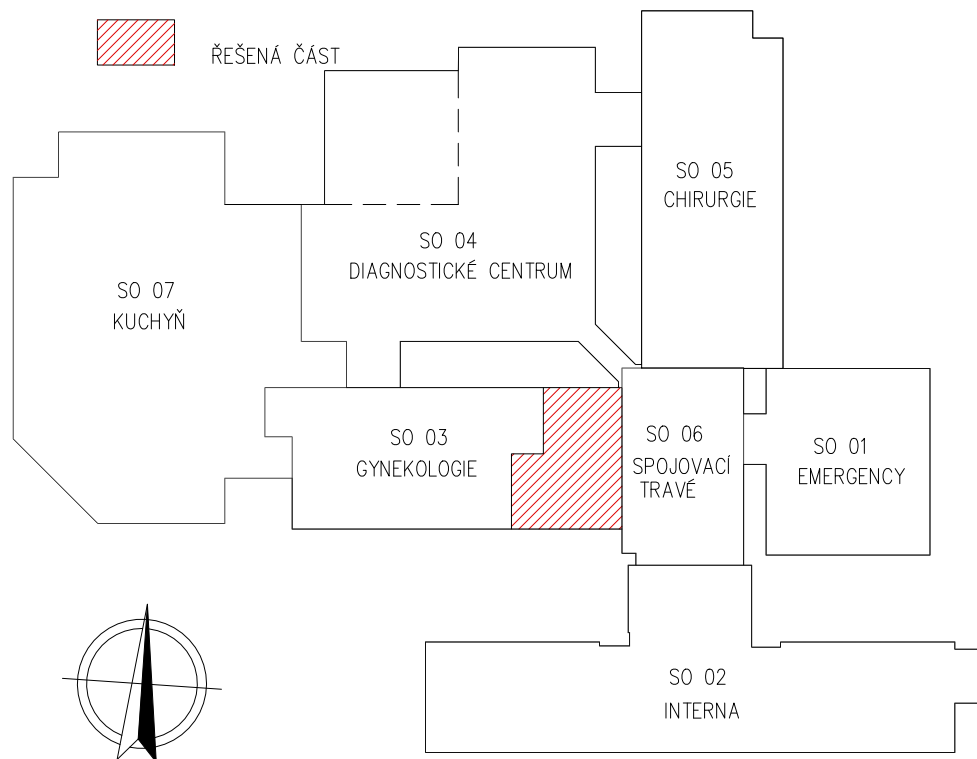 ŘEŠENÁ ČÁST
SO 05
CHIRURGIE
SO 04
DIAGNOSTICKÉ CENTRUM
SO 07
KUCHYŇ
SO 03
GYNEKOLOGIE
SO 06
SPOJOVACÍ
TRAVÉ
SO 01
EMERGENCY
SO 02
INTERNA